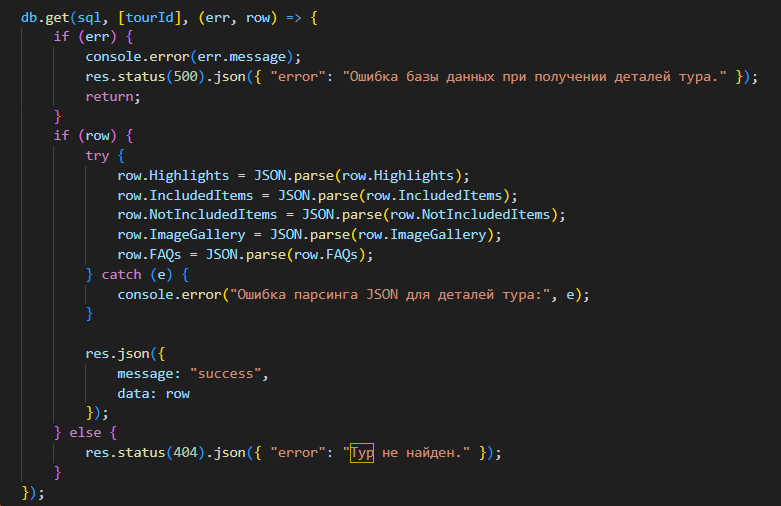 db.get(sql, [tourId], (err, row) => {
    if (err) {
        console.error(err.message);
        res.status(500).json({ "error": "Ошибка базы данных при получении деталей тура." });
        return;
    }
    if (row) {
        try {
            row.Highlights = JSON.parse(row.Highlights);
            row.IncludedItems = JSON.parse(row.IncludedItems);
            row.NotIncludedItems = JSON.parse(row.NotIncludedItems);
            row.ImageGallery = JSON.parse(row.ImageGallery);
            row.FAQs = JSON.parse(row.FAQs);
        } catch (e) {
            console.error("Ошибка парсинга JSON для деталей тура:", e);
        }

        res.json({
            message: "success",
            data: row
        });
    } else {
        res.status(404).json({ "error": "Тур не найден." });
    }
});